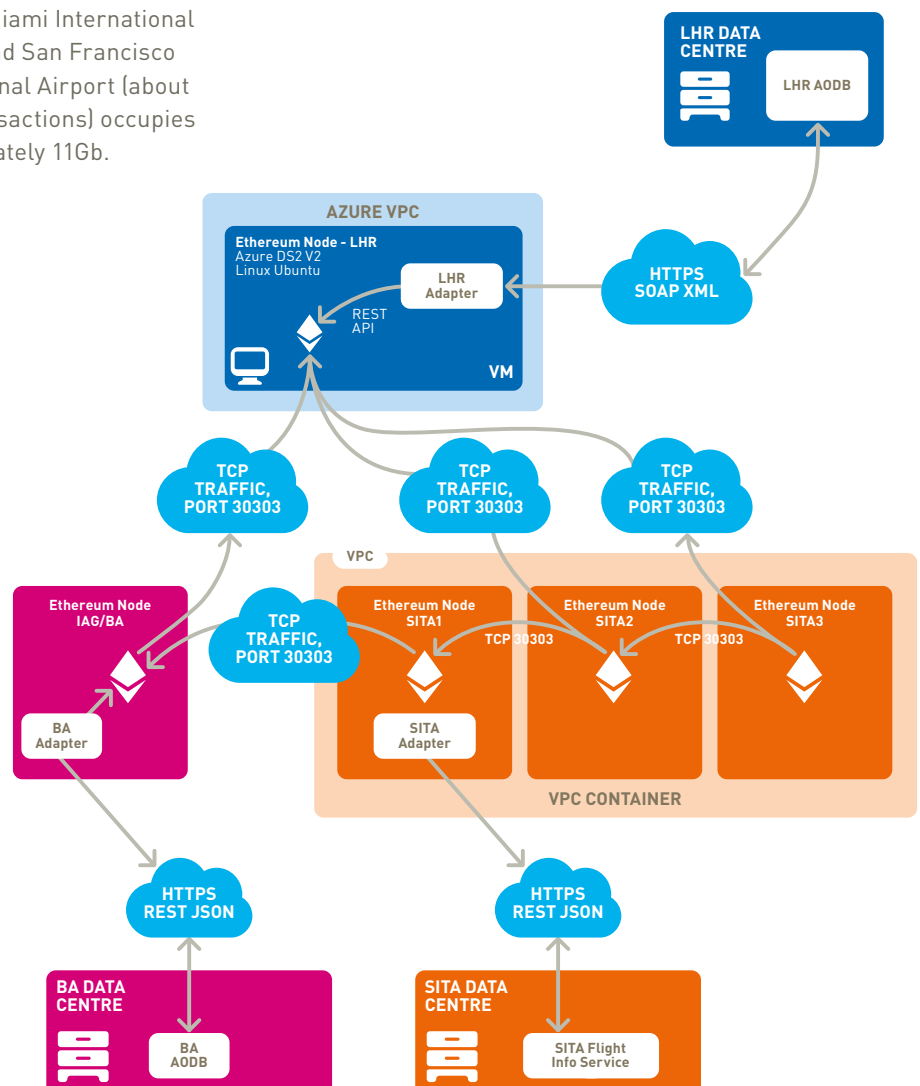 iami International
d San Francisco
nal Airport (about
sactions) occupies
ately 11Gb.
LHR DATA
CENTRE
LHR AODB
AZURE VPC
Ethereum Node - LHR
Azure DS2 V2
Linux Ubuntu
LHR
Adapter
REST
API
VM
HTTPS
SOAP XML
TCP
TRAFFIC,
PORT 30303
TCP
TRAFFIC,
PORT 30303
TCP
TRAFFIC,
PORT 30303
VPC
Ethereum Node
IAG/BA
BA
Adapter
TCP
TRAFFIC,
PORT 30303
Ethereum Node
SITA1
SITA
Adapter
TCP 30303
Ethereum Node
SITA2
TCP 30303
Ethereum Node
SITA3
VPC CONTAINER
HTTPS
REST JSON
HTTPS
REST JSON
BA DATA
CENTRE
BA
AODB
SITA DATA
CENTRE
SITA Flight
Info Service